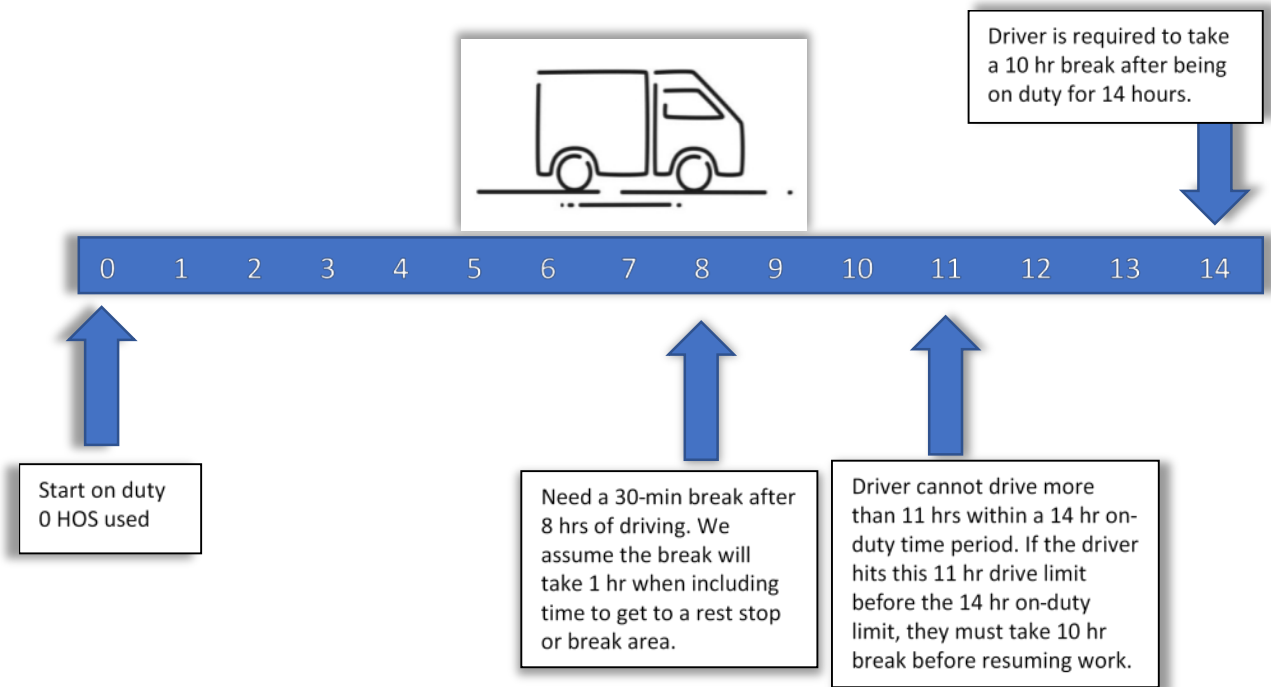 Driver is required to take
a 10 hr break after being
on duty for 14 hours.
0 1 2 3 4 5 6 7 8 9 10 11 12 13 14
Start on duty
0 HOS used
Need a 30-min break after
8 hrs of driving. We
assume the break will
take 1 hr when including
time to get to a rest stop
or break area.
Driver cannot drive more
than 11 hrs within a 14 hr on-
duty time period. If the driver
hits this 11 hr drive limit
before the 14 hr on-duty
limit, they must take 10 hr
break before resuming work.